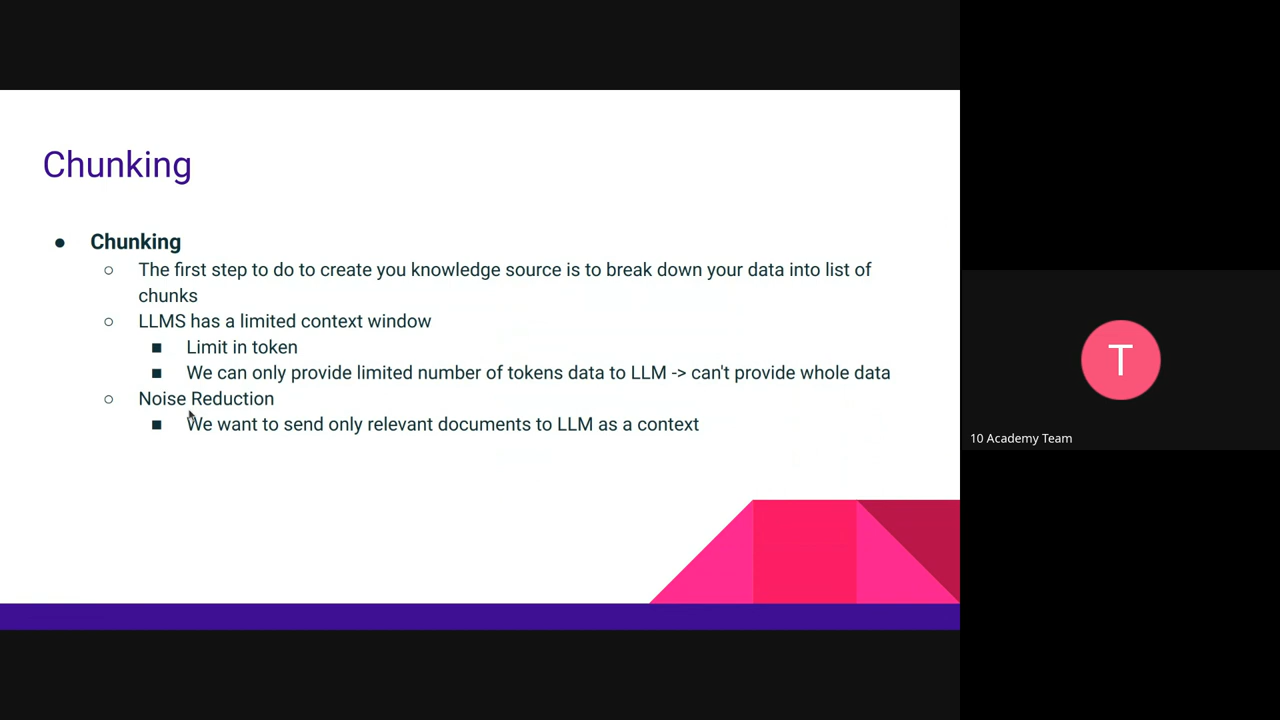 Chunking
● Chunking
○ The first step to do to create you knowledge source is to break down your data into list of
chunks
○ LLMS has a limited context window
■ Limit in token
■ We can only provide limited number of tokens data to LLM -> can't provide whole data
○ Noise Reduction
■ We want to send only relevant documents to LLM as a context
T
10 Academy Team